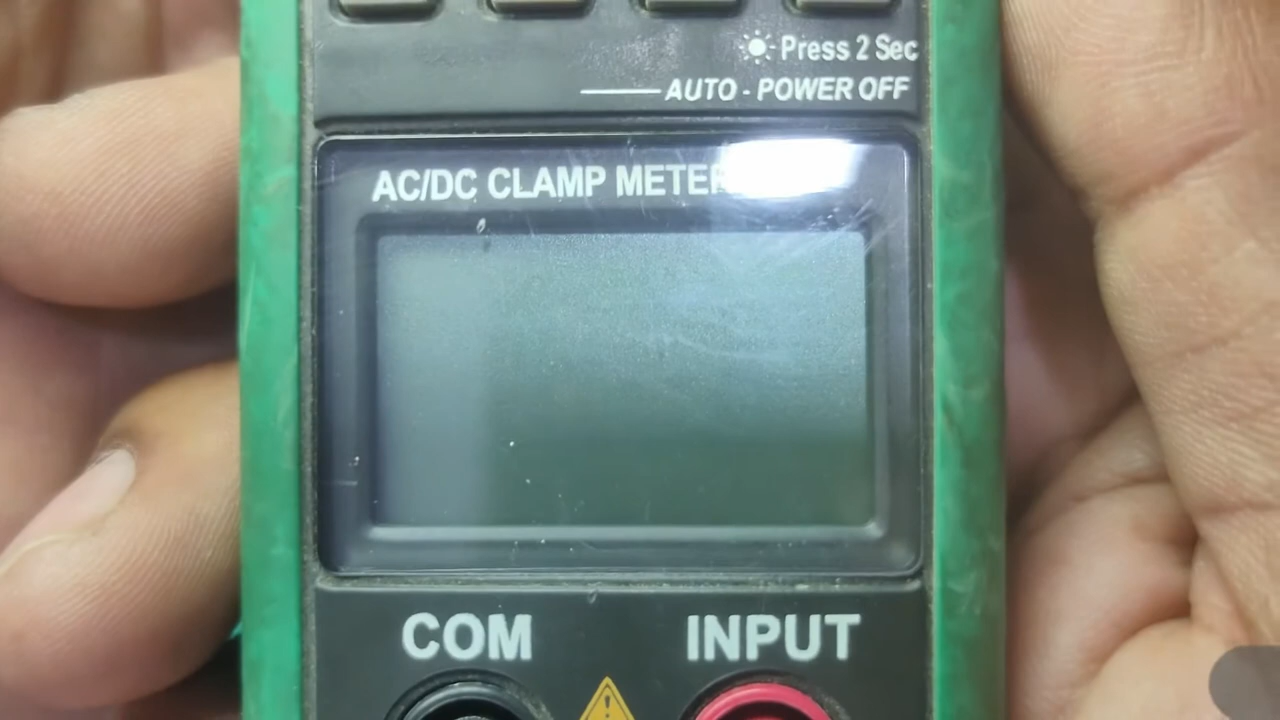 Press 2 Sec
AUTO - POWER OFF
AC/DC CLAMP METER
COM
INPUT
!